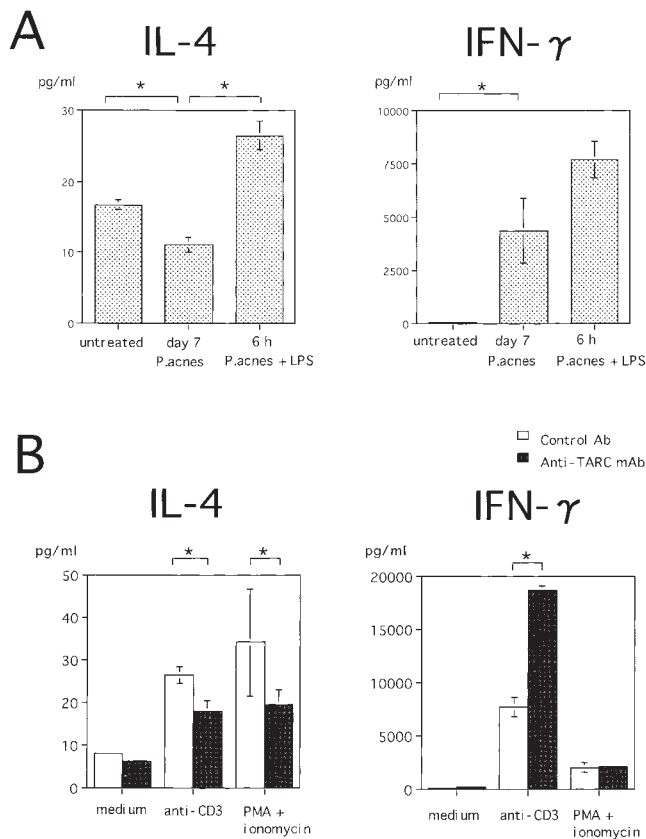 A
IL-4
IFN-γ
pg/ml
*
*
30
20
10
0
untreated
day 7
P.acnes
6 h
P.acnes + LPS
pg/ml
*
10000
7500
5000
2500
0
untreated
day 7
P.acnes
6 h
P.acnes + LPS
Control Ab
Anti-TARC mAb
B
IL-4
IFN-γ
pg/ml
*
*
50
40
30
20
10
0
medium
anti-CD3
PMA +
ionomycin
pg/ml
*
20000
15000
10000
5000
0
medium
anti-CD3
PMA +
ionomycin